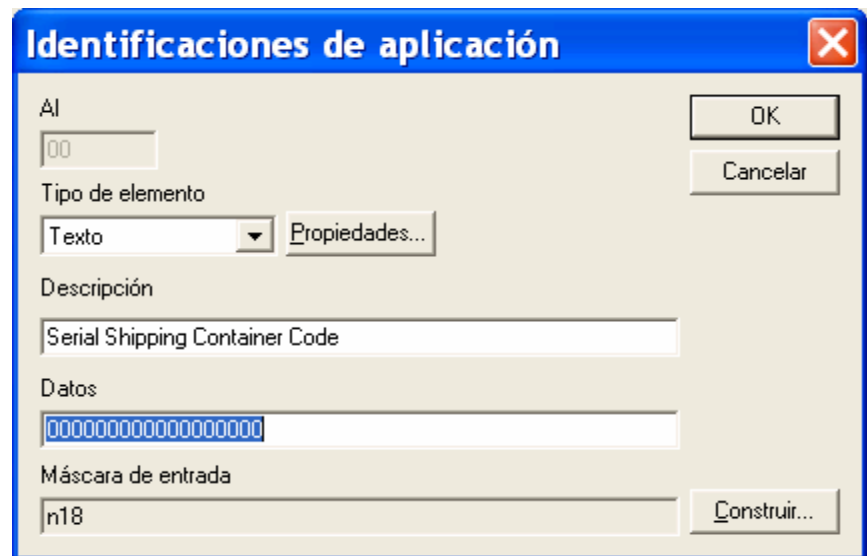 Identificaciones de aplicación
AI
00
OK
Cancelar
Tipo de elemento
Texto
Propiedades...
Descripción
Serial Shipping Container Code
Datos
000000000000000000
Máscara de entrada
n18
Construir...